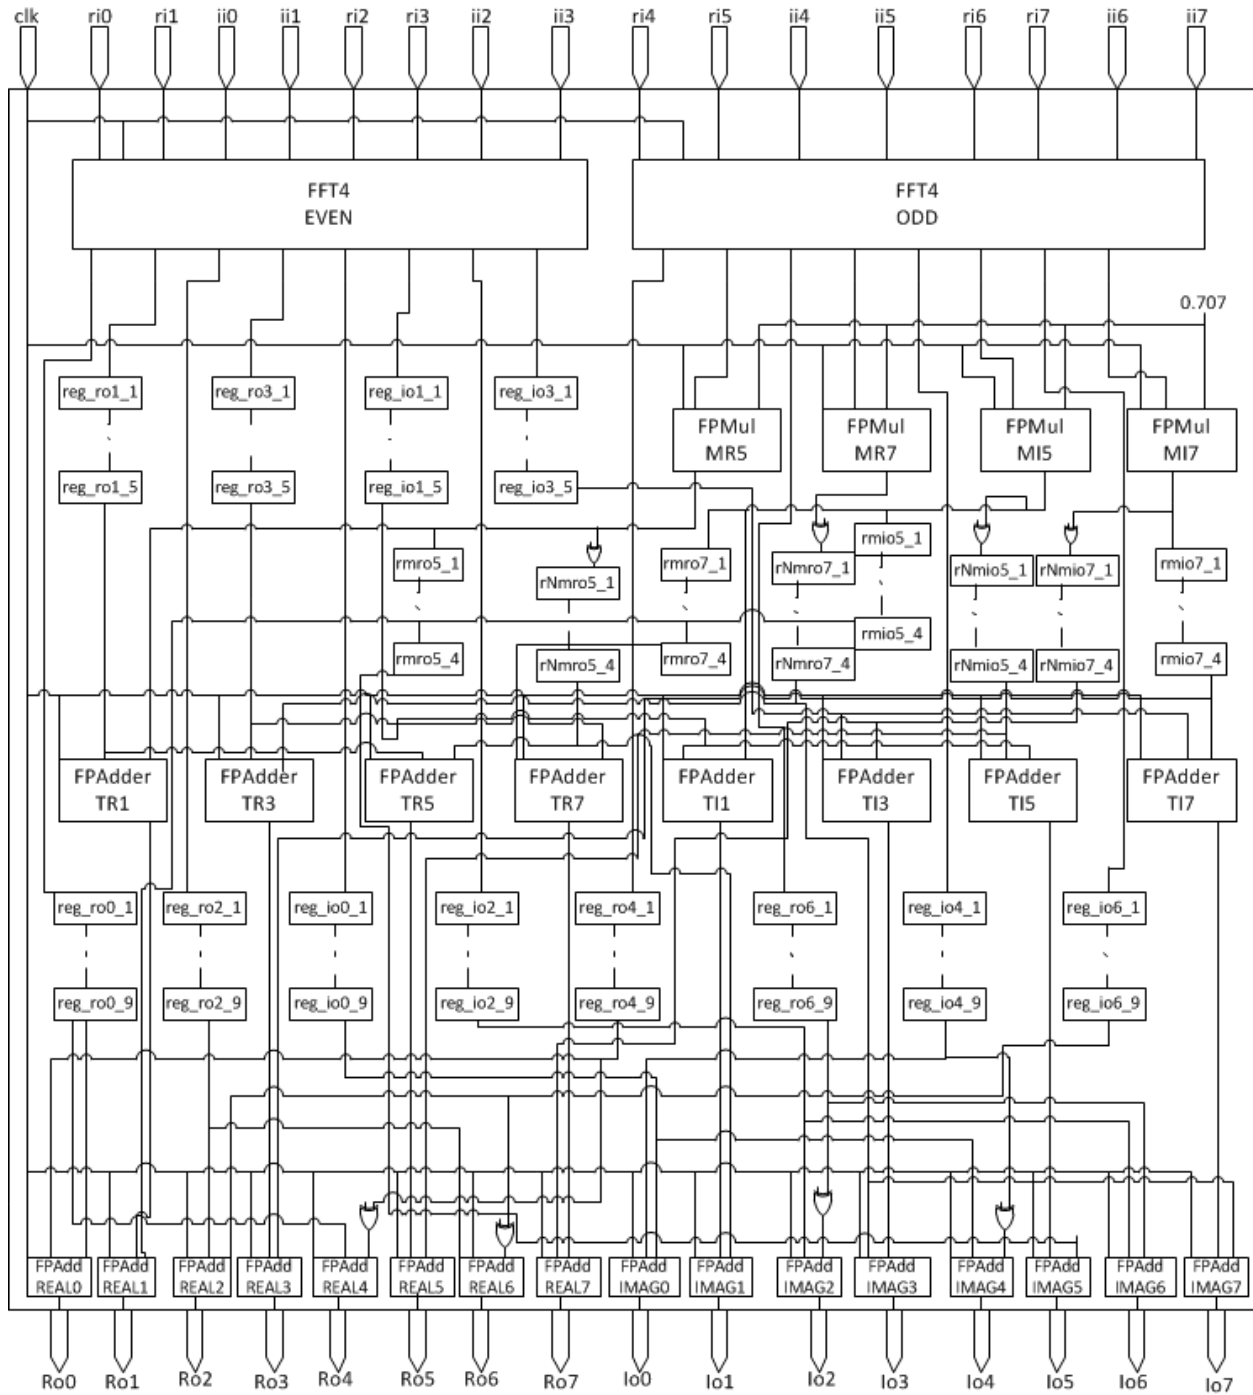 clk ri0 ri1 ii0 ii1 ri2 ri3 ii2 ii3 ri4 ri5 ii4 ii5 ri6 ri7 ii6 ii7
FFT4
EVEN
FFT4
ODD
0.707
reg_ro1_1 reg_ro3_1 reg_io1_1 reg_io3_1
FPMul
MR5
FPMul
MR7
FPMul
MI5
FPMul
MI7
reg_ro1_5 reg_ro3_5 reg_io1_5 reg_io3_5
rmro5_1 rNmro5_1 rmro7_1 rNmro7_1 rmio5_1 rNmio5_1 rNmio7_1 rmio7_1
rmro5_4 rNmro5_4 rmro7_4 rNmro7_4 rmio5_4 rNmio5_4 rNmio7_4 rmio7_4
FPAdder
TR1
FPAdder
TR3
FPAdder
TR5
FPAdder
TR7
FPAdder
TI1
FPAdder
TI3
FPAdder
TI5
FPAdder
TI7
reg_ro0_1 reg_ro2_1 reg_io0_1 reg_io2_1 reg_ro4_1 reg_ro6_1 reg_io4_1 reg_io6_1
reg_ro0_9 reg_ro2_9 reg_io0_9 reg_io2_9 reg_ro4_9 reg_ro6_9 reg_io4_9 reg_io6_9
FPAdd
REAL0
FPAdd
REAL1
FPAdd
REAL2
FPAdd
REAL3
FPAdd
REAL4
FPAdd
REAL5
FPAdd
REAL6
FPAdd
REAL7
FPAdd
IMAG0
FPAdd
IMAG1
FPAdd
IMAG2
FPAdd
IMAG3
FPAdd
IMAG4
FPAdd
IMAG5
FPAdd
IMAG6
FPAdd
IMAG7
Ro0 Ro1 Ro2 Ro3 Ro4 Ro5 Ro6 Ro7 Io0 Io1 Io2 Io3 Io4 Io5 Io6 Io7